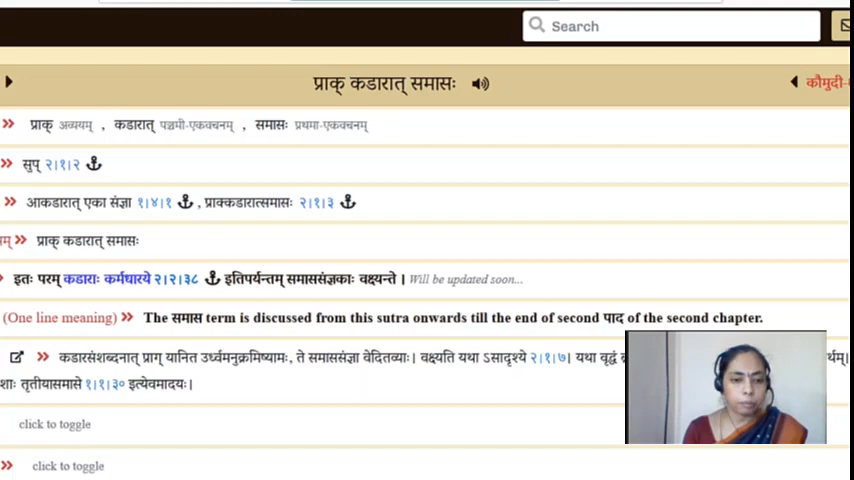 Search
प्राक् कडारात् समासः
कौमुदी-
प्राक् अव्ययम् , कडारात् पञ्चमी-एकवचनम् , समासः प्रथमा-एकवचनम्
सुप् २।१।२
आकडारात् एका संज्ञा १।४।१ , प्राक्कडारात्समासः २।१।३
मम् प्राक् कडारात् समासः
इतः परम् कडाराः कर्मधारये २।२।३८ इतिपर्यन्तम् समाससंज्ञकाः वक्ष्यन्ते। Will be updated soon...
(One line meaning) The समास term is discussed from this sutra onwards till the end of second पाद of the second chapter.
कडारसंशब्दनात् प्राग् यानित उर्ध्वमनुक्रमिष्यामः, ते समाससंज्ञा वेदितव्याः। वक्ष्यति यथा ऽसादृश्ये २।१।७। यथा वृद्वं र्थम्।
शाः तृतीयासमासे १।१।३० इत्येवमादयः।
click to toggle
click to toggle